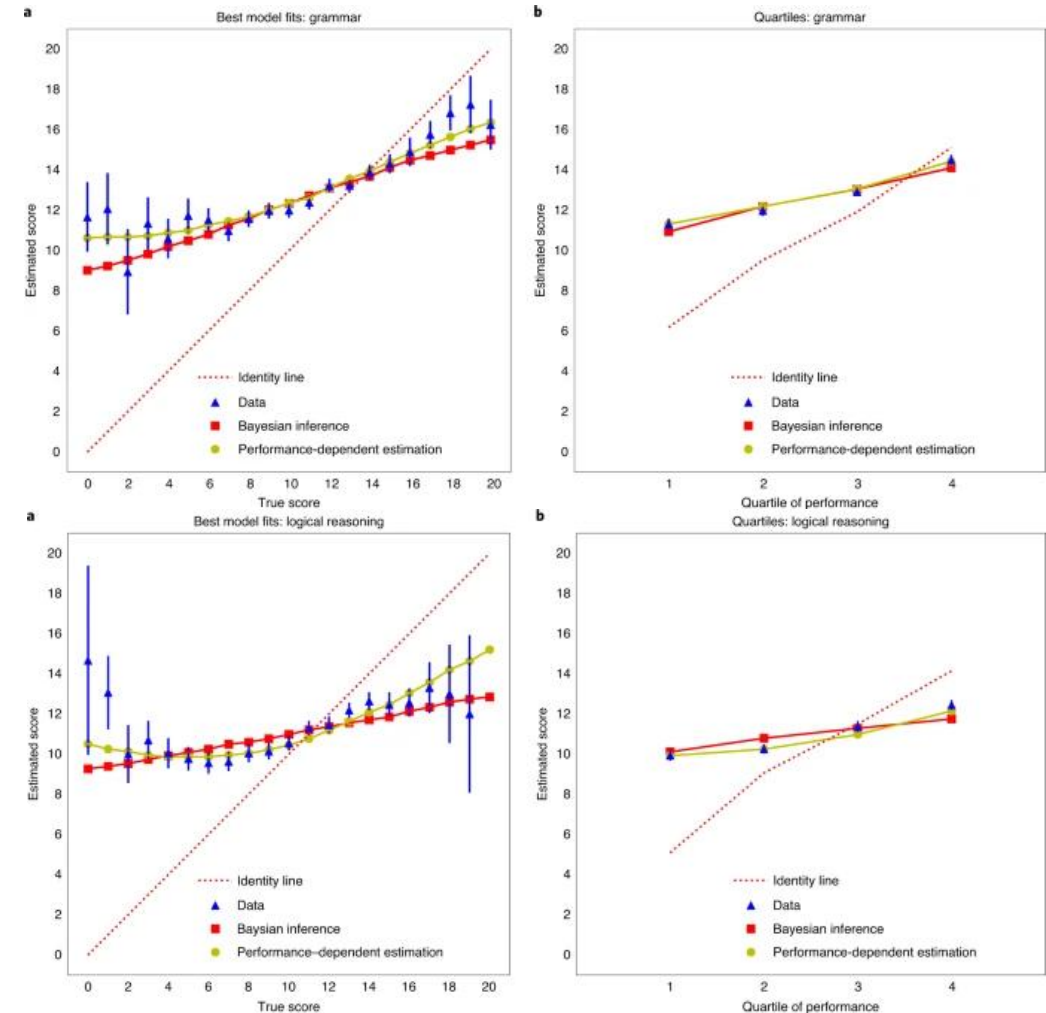 a
Best model fits: grammar
20
18
16
14
12
10
8
6
4
2
0
Estimated score
Identity line
Data
Bayesian inference
Performance-dependent estimation
0 2 4 6 8 10 12 14 16 18 20
True score
b
Quartiles: grammar
20
18
16
14
12
10
8
6
4
2
0
Estimated score
Identity line
Data
Bayesian inference
Performance-dependent estimation
1 2 3 4
Quartile of performance
a
Best model fits: logical reasoning
20
18
16
14
12
10
8
6
4
2
0
Estimated score
Identity line
Data
Baysian inference
Performance–dependent estimation
0 2 4 6 8 10 12 14 16 18 20
True score
b
Quartiles: logical reasoning
20
18
16
14
12
10
8
6
4
2
0
Estimated score
Identity line
Data
Bayesian inference
Performance-dependent estimation
1 2 3 4
Quartile of performance